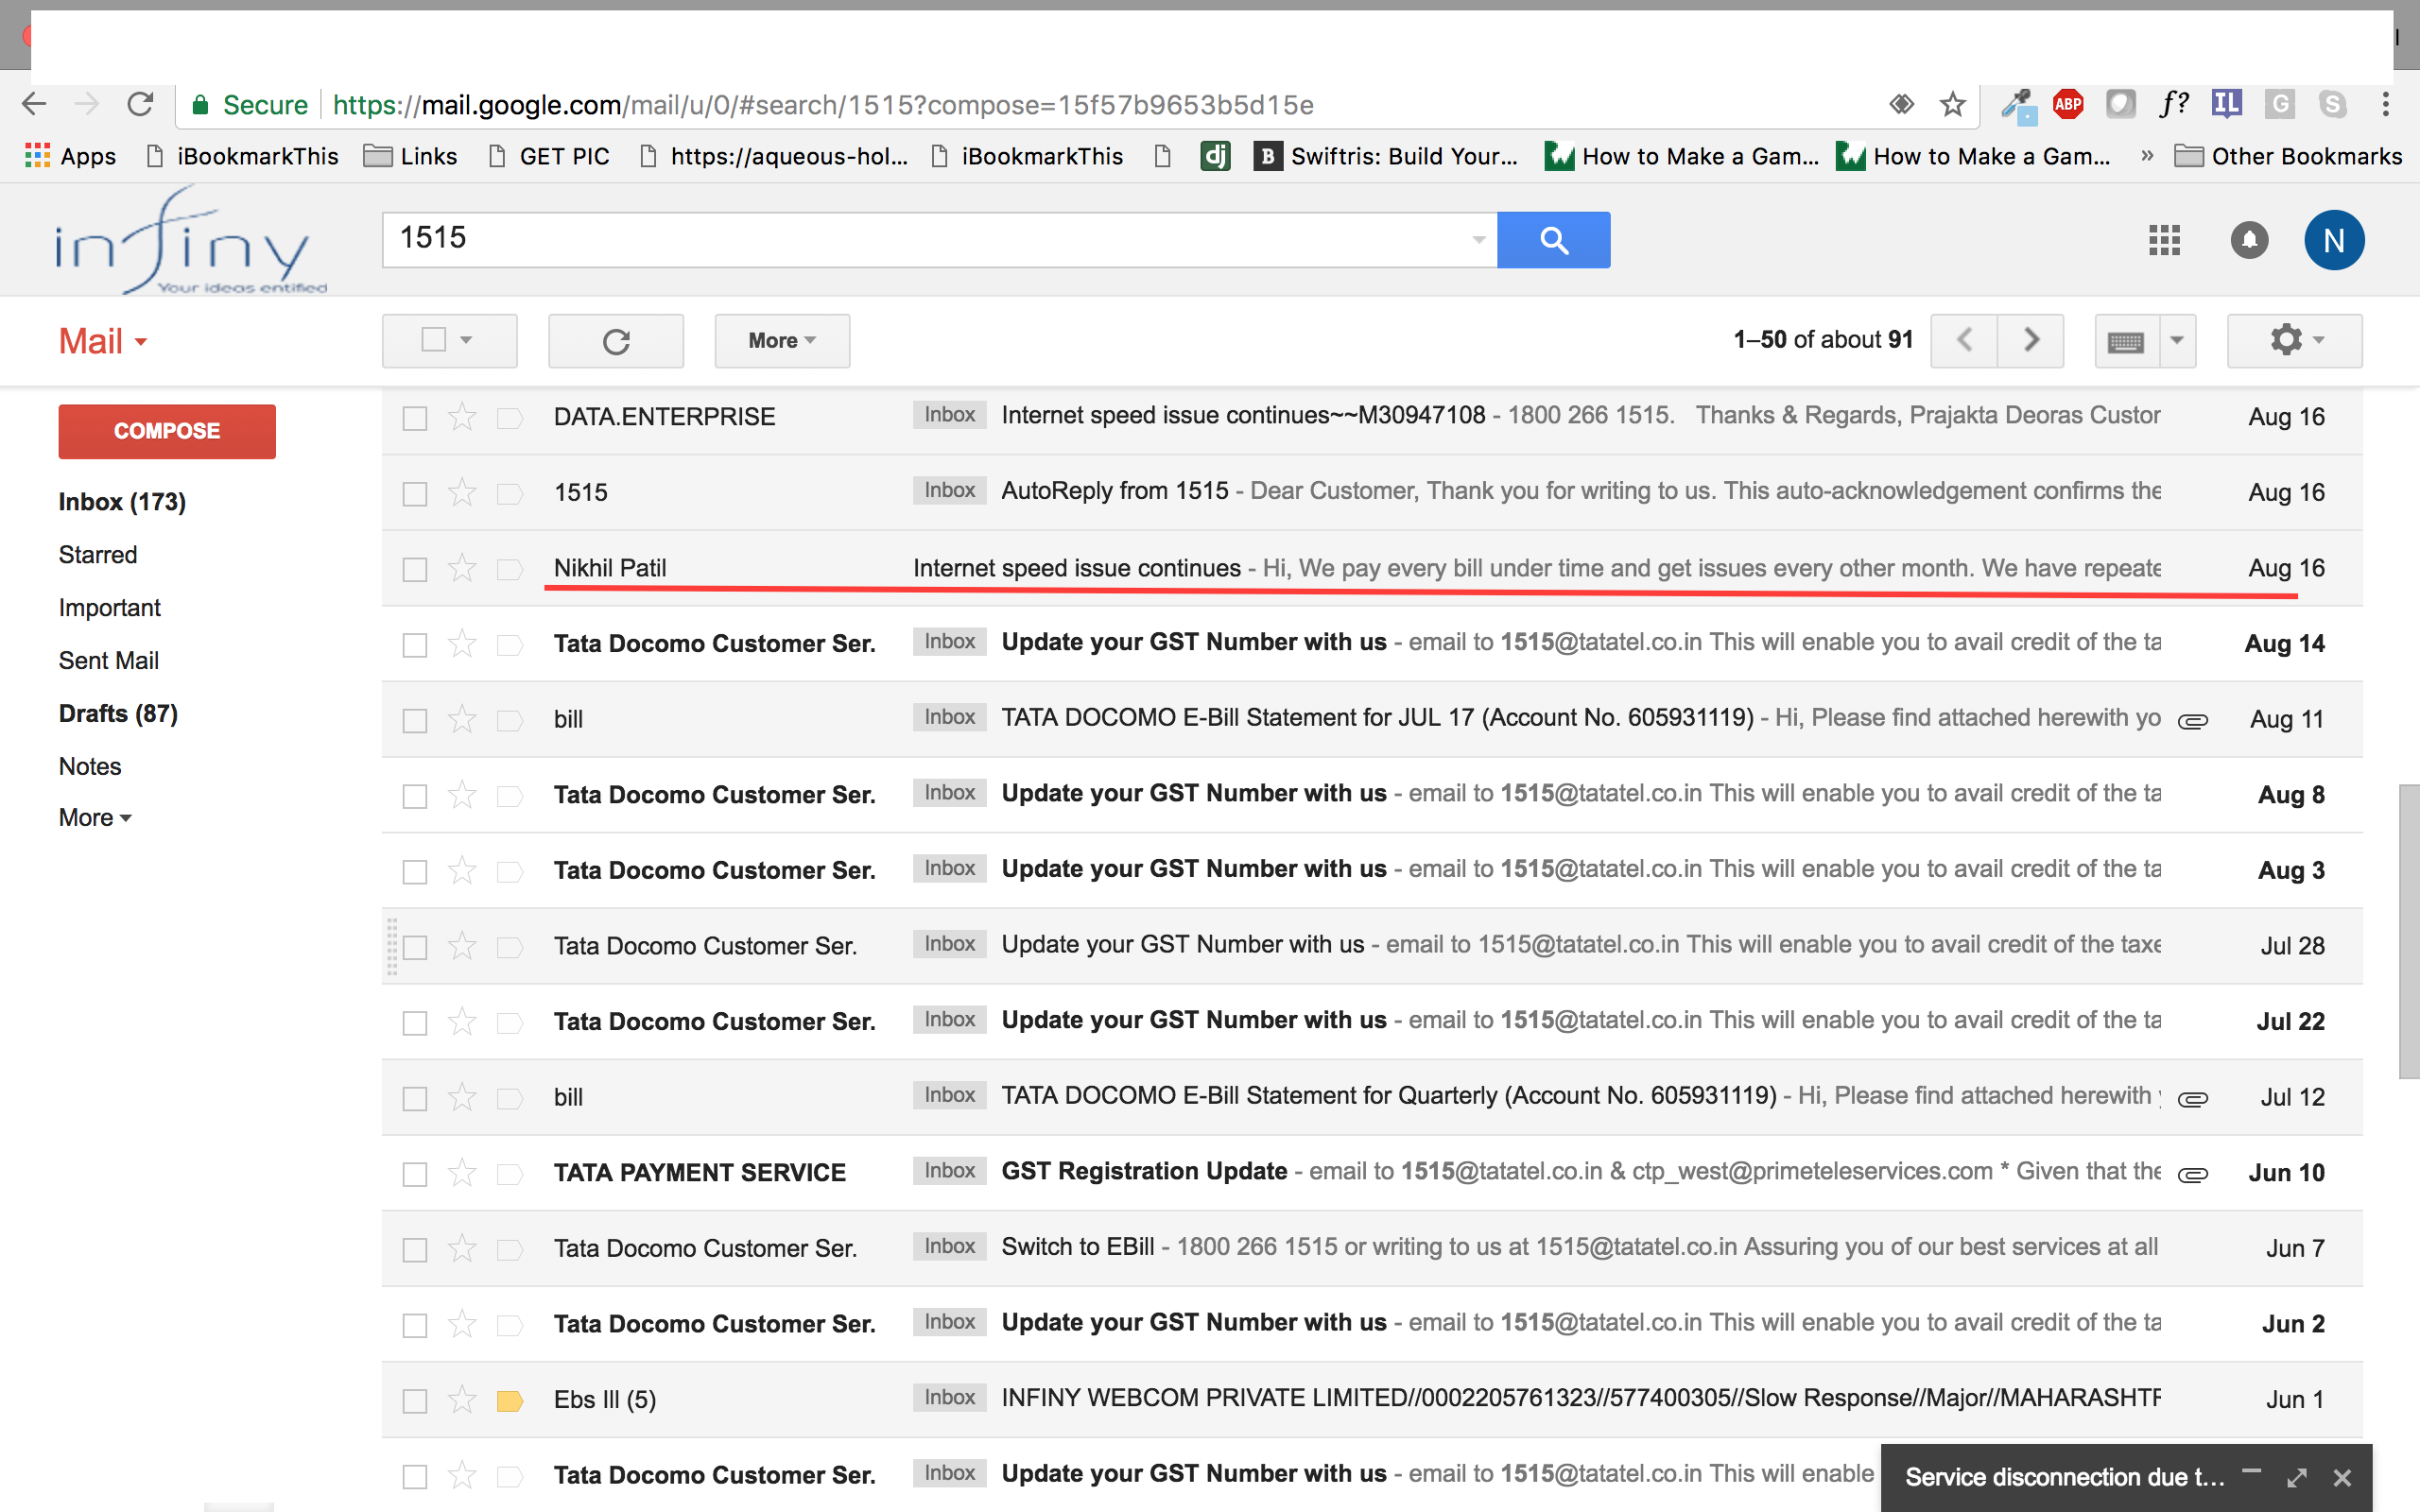 Secure https://mail.google.com/mail/u/0/#search/1515?compose=15f57b9653b5d15e ABP f? IL G S
Apps iBookmarkThis Links GET PIC https://aqueous-hol... iBookmarkThis dj B Swiftris: Build Your... How to Make a Gam... How to Make a Gam... » Other Bookmarks
infiny
Your ideas entified
1515
N
Mail More 1–50 of about 91
COMPOSE
Inbox (173)
Starred
Important
Sent Mail
Drafts (87)
Notes
More
DATA.ENTERPRISE Inbox Internet speed issue continues~~M30947108 - 1800 266 1515. Thanks & Regards, Prajakta Deoras Custor Aug 16
1515 Inbox AutoReply from 1515 - Dear Customer, Thank you for writing to us. This auto-acknowledgement confirms the Aug 16
Nikhil Patil Internet speed issue continues - Hi, We pay every bill under time and get issues every other month. We have repeate Aug 16
Tata Docomo Customer Ser. Inbox Update your GST Number with us - email to 1515@tatatel.co.in This will enable you to avail credit of the ta Aug 14
bill Inbox TATA DOCOMO E-Bill Statement for JUL 17 (Account No. 605931119) - Hi, Please find attached herewith yo Aug 11
Tata Docomo Customer Ser. Inbox Update your GST Number with us - email to 1515@tatatel.co.in This will enable you to avail credit of the ta Aug 8
Tata Docomo Customer Ser. Inbox Update your GST Number with us - email to 1515@tatatel.co.in This will enable you to avail credit of the ta Aug 3
Tata Docomo Customer Ser. Inbox Update your GST Number with us - email to 1515@tatatel.co.in This will enable you to avail credit of the taxe Jul 28
Tata Docomo Customer Ser. Inbox Update your GST Number with us - email to 1515@tatatel.co.in This will enable you to avail credit of the ta Jul 22
bill Inbox TATA DOCOMO E-Bill Statement for Quarterly (Account No. 605931119) - Hi, Please find attached herewith Jul 12
TATA PAYMENT SERVICE Inbox GST Registration Update - email to 1515@tatatel.co.in & ctp_west@primeteleservices.com * Given that the Jun 10
Tata Docomo Customer Ser. Inbox Switch to EBill - 1800 266 1515 or writing to us at 1515@tatatel.co.in Assuring you of our best services at all Jun 7
Tata Docomo Customer Ser. Inbox Update your GST Number with us - email to 1515@tatatel.co.in This will enable you to avail credit of the ta Jun 2
Ebs Ill (5) Inbox INFINY WEBCOM PRIVATE LIMITED//0002205761323//577400305//Slow Response//Major//MAHARASHTR Jun 1
Tata Docomo Customer Ser. Inbox Update your GST Number with us - email to 1515@tatatel.co.in This will enable
Service disconnection due t...